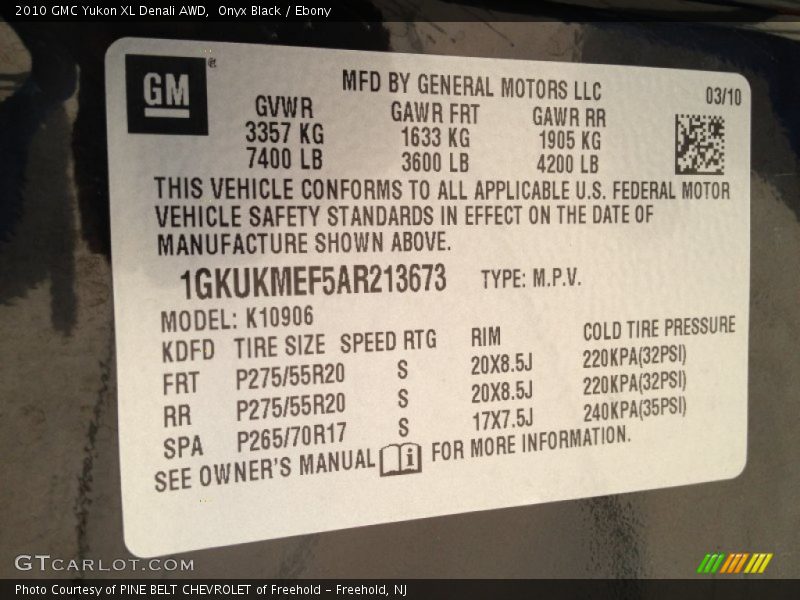 2010 GMC Yukon XL Denali AWD,  Onyx Black / Ebony
GM®
MFD BY GENERAL MOTORS LLC
03/10
GVWR GAWR FRT GAWR RR
3357 KG 1633 KG 1905 KG
7400 LB 3600 LB 4200 LB
THIS VEHICLE CONFORMS TO ALL APPLICABLE U.S. FEDERAL MOTOR
VEHICLE SAFETY STANDARDS IN EFFECT ON THE DATE OF
MANUFACTURE SHOWN ABOVE.
1GKUKMEF5AR213673 TYPE: M.P.V.
MODEL: K10906
KDFD TIRE SIZE SPEED RTG RIM COLD TIRE PRESSURE
FRT P275/55R20 S 20X8.5J 220KPA(32PSI)
RR P275/55R20 S 20X8.5J 220KPA(32PSI)
SPA P265/70R17 S 17X7.5J 240KPA(35PSI)
SEE OWNER'S MANUAL i FOR MORE INFORMATION.
GTCARLOT.COM
Photo Courtesy of PINE BELT CHEVROLET of Freehold – Freehold, NJ